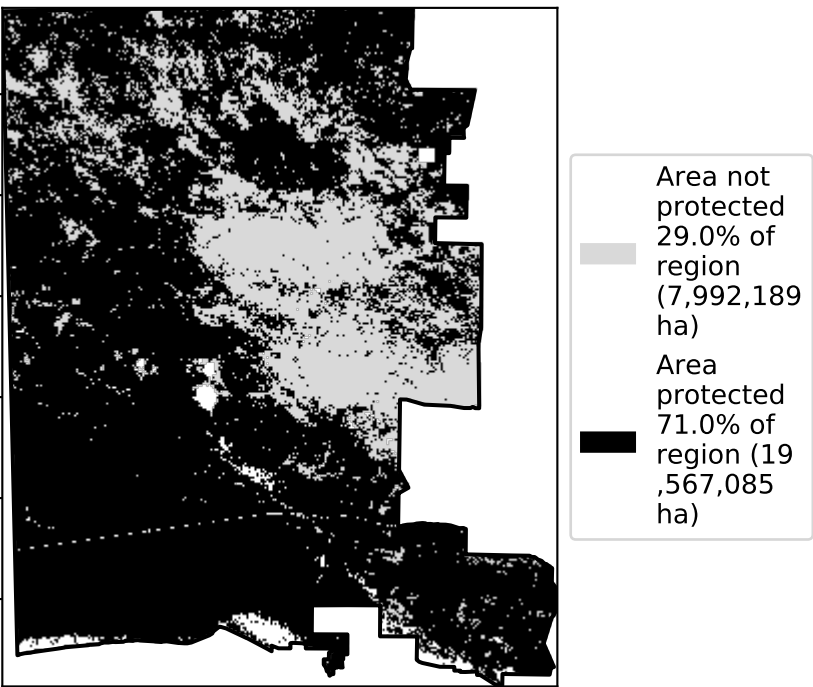 Area not
protected
29.0% of
region
(7,992,189
ha)
Area
protected
71.0% of
region (19
,567,085
ha)